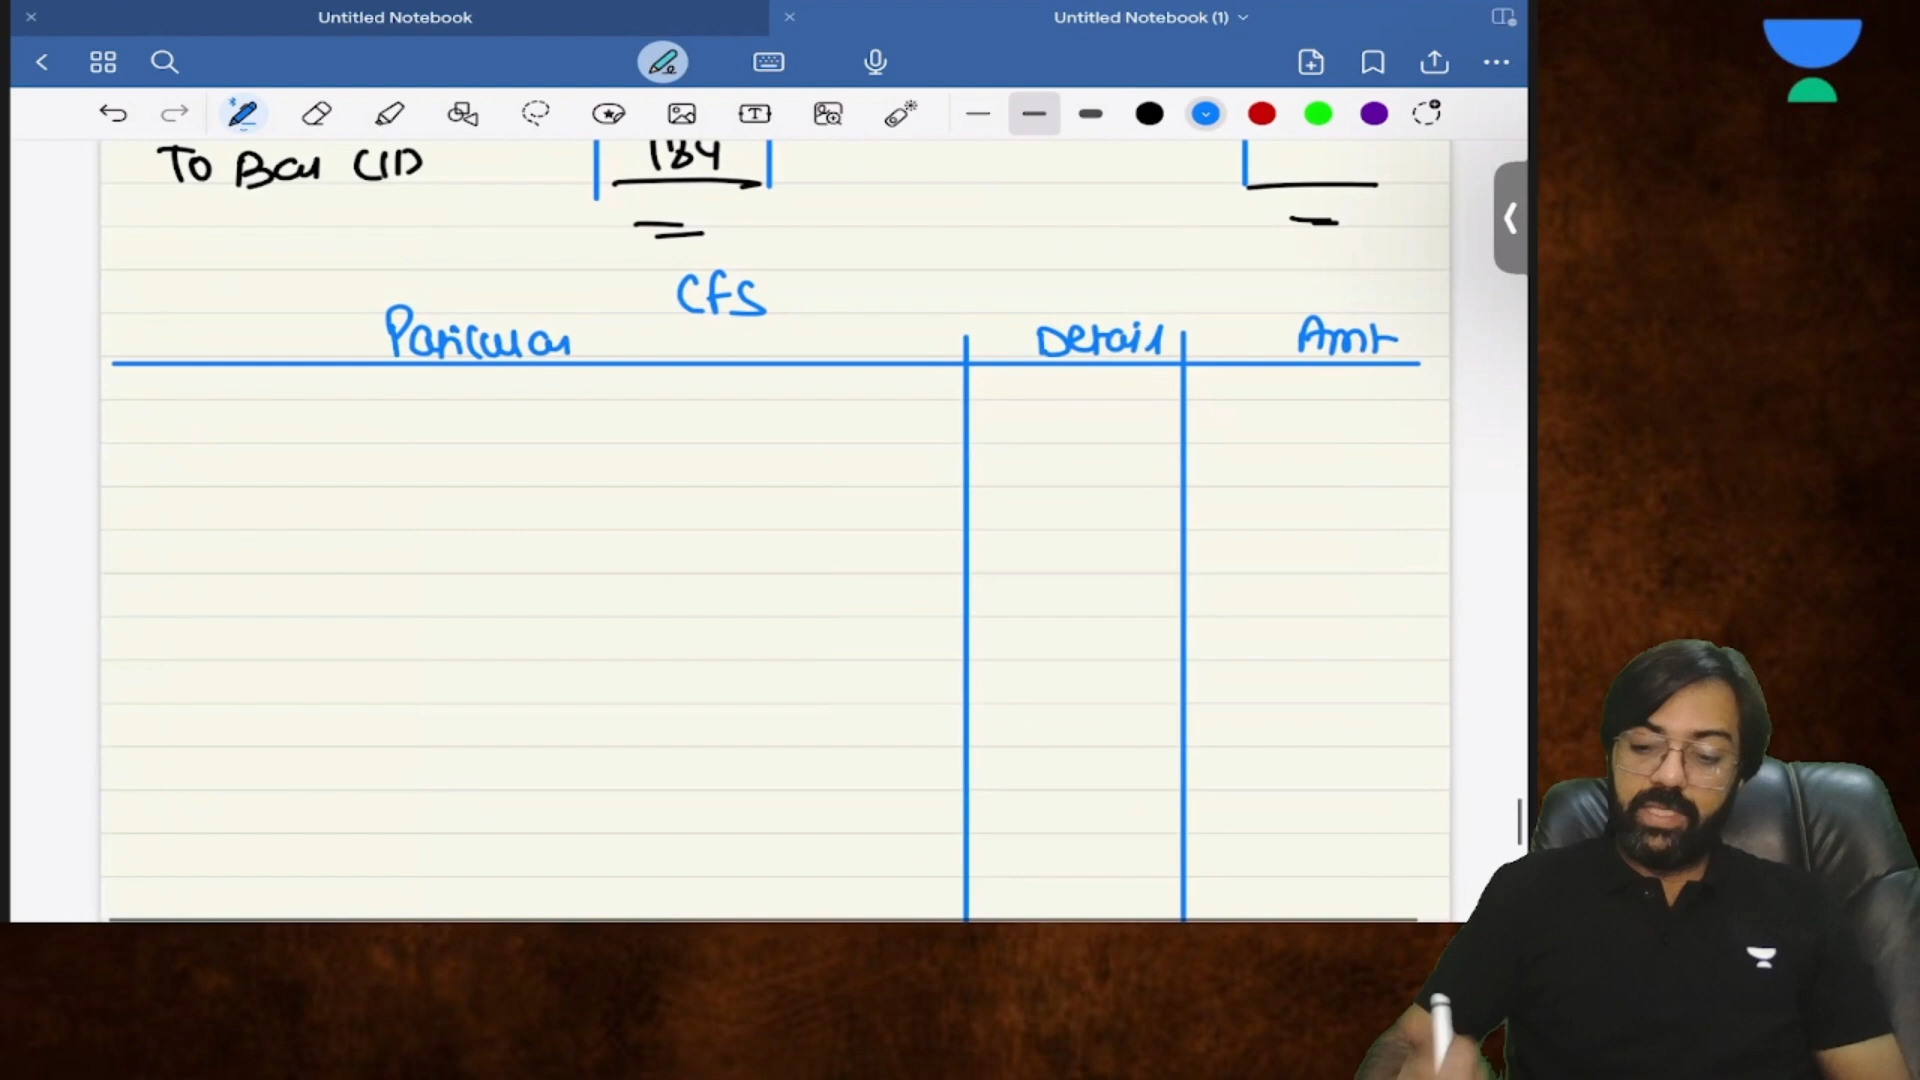 Untitled Notebook
Untitled Notebook (1)
To Bal C/D 184
CFS
Particular Detail Amt